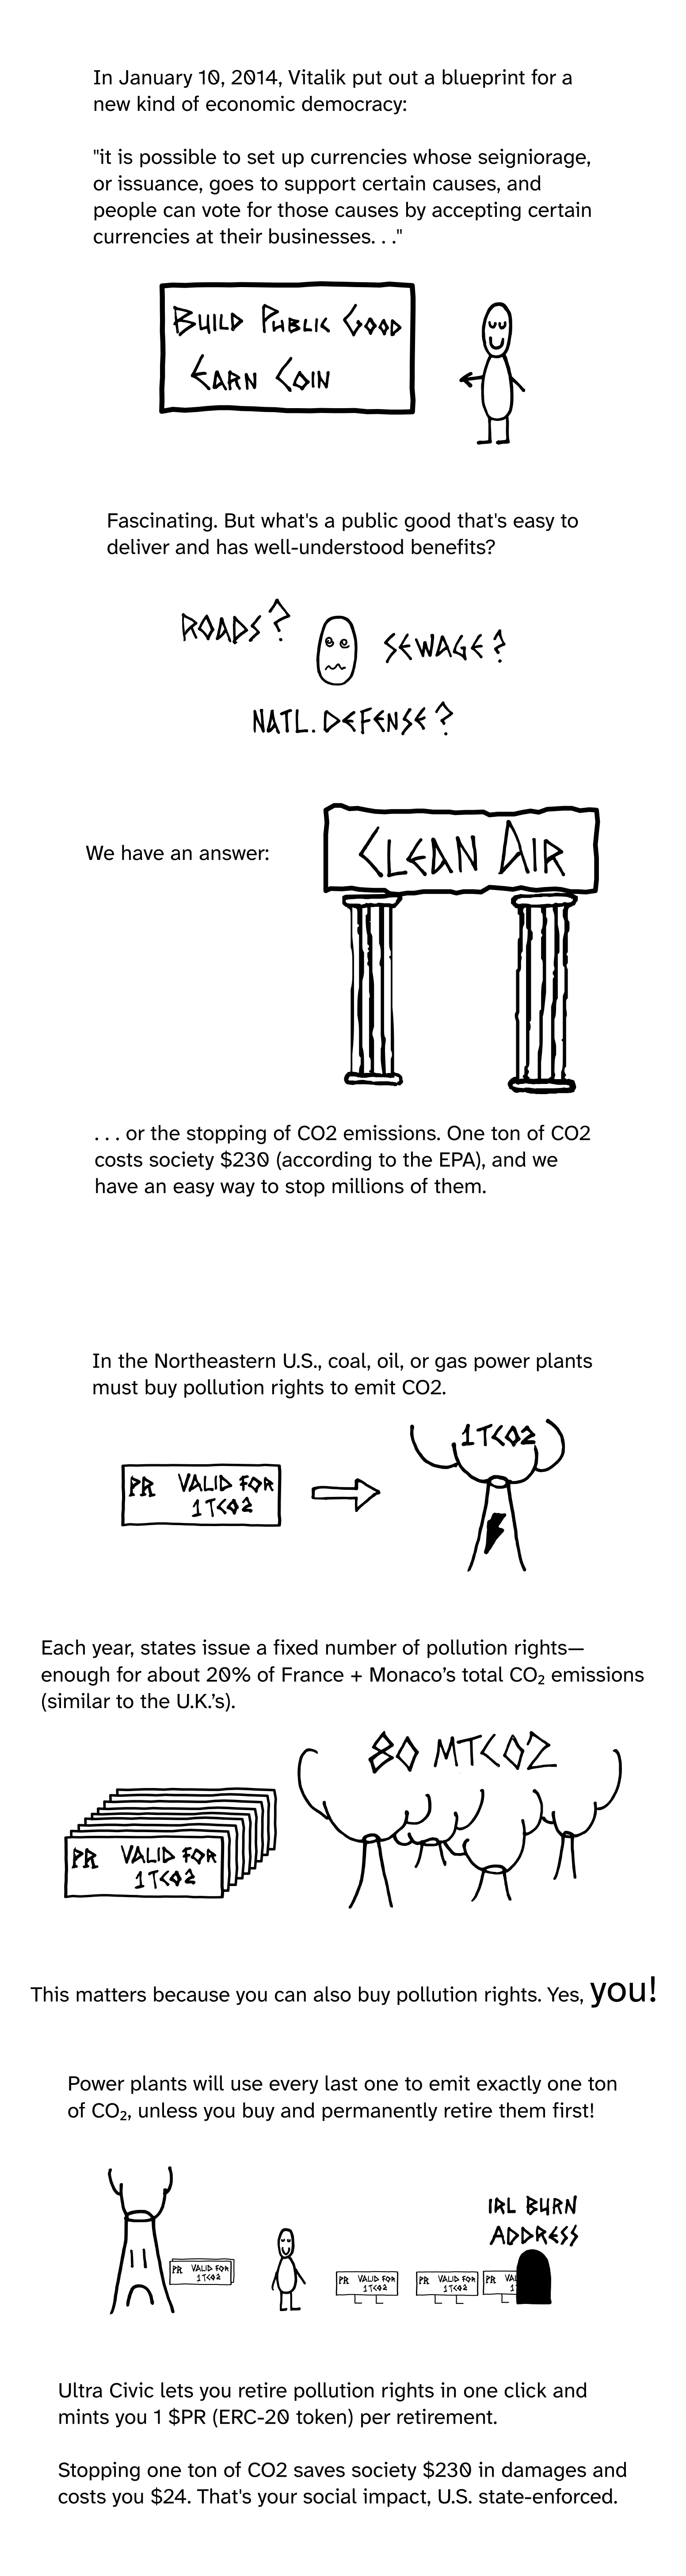 In January 10, 2014, Vitalik put out a blueprint for a
new kind of economic democracy:
"it is possible to set up currencies whose seigniorage,
or issuance, goes to support certain causes, and
people can vote for those causes by accepting certain
currencies at their businesses. . ."
BUILD PUBLIC GOOD
EARN COIN
Fascinating. But what's a public good that's easy to
deliver and has well-understood benefits?
ROADS?
SEWAGE?
NATL. DEFENSE?
We have an answer:
CLEAN AIR
. . . or the stopping of CO2 emissions. One ton of CO2
costs society $230 (according to the EPA), and we
have an easy way to stop millions of them.
In the Northeastern U.S., coal, oil, or gas power plants
must buy pollution rights to emit CO2.
1TCO2
PR VALID FOR
1TCO2
Each year, states issue a fixed number of pollution rights—
enough for about 20% of France + Monaco’s total CO₂ emissions
(similar to the U.K.’s).
80 MTCO2
PR VALID FOR
1TCO2
This matters because you can also buy pollution rights. Yes, you!
Power plants will use every last one to emit exactly one ton
of CO₂, unless you buy and permanently retire them first!
IRL BURN
ADDRESS
PR VALID FOR
1TCO2
PR VALID FOR
1TCO2
PR VALID FOR
1TCO2
PR VAL
1
Ultra Civic lets you retire pollution rights in one click and
mints you 1 $PR (ERC-20 token) per retirement.
Stopping one ton of CO2 saves society $230 in damages and
costs you $24. That's your social impact, U.S. state-enforced.